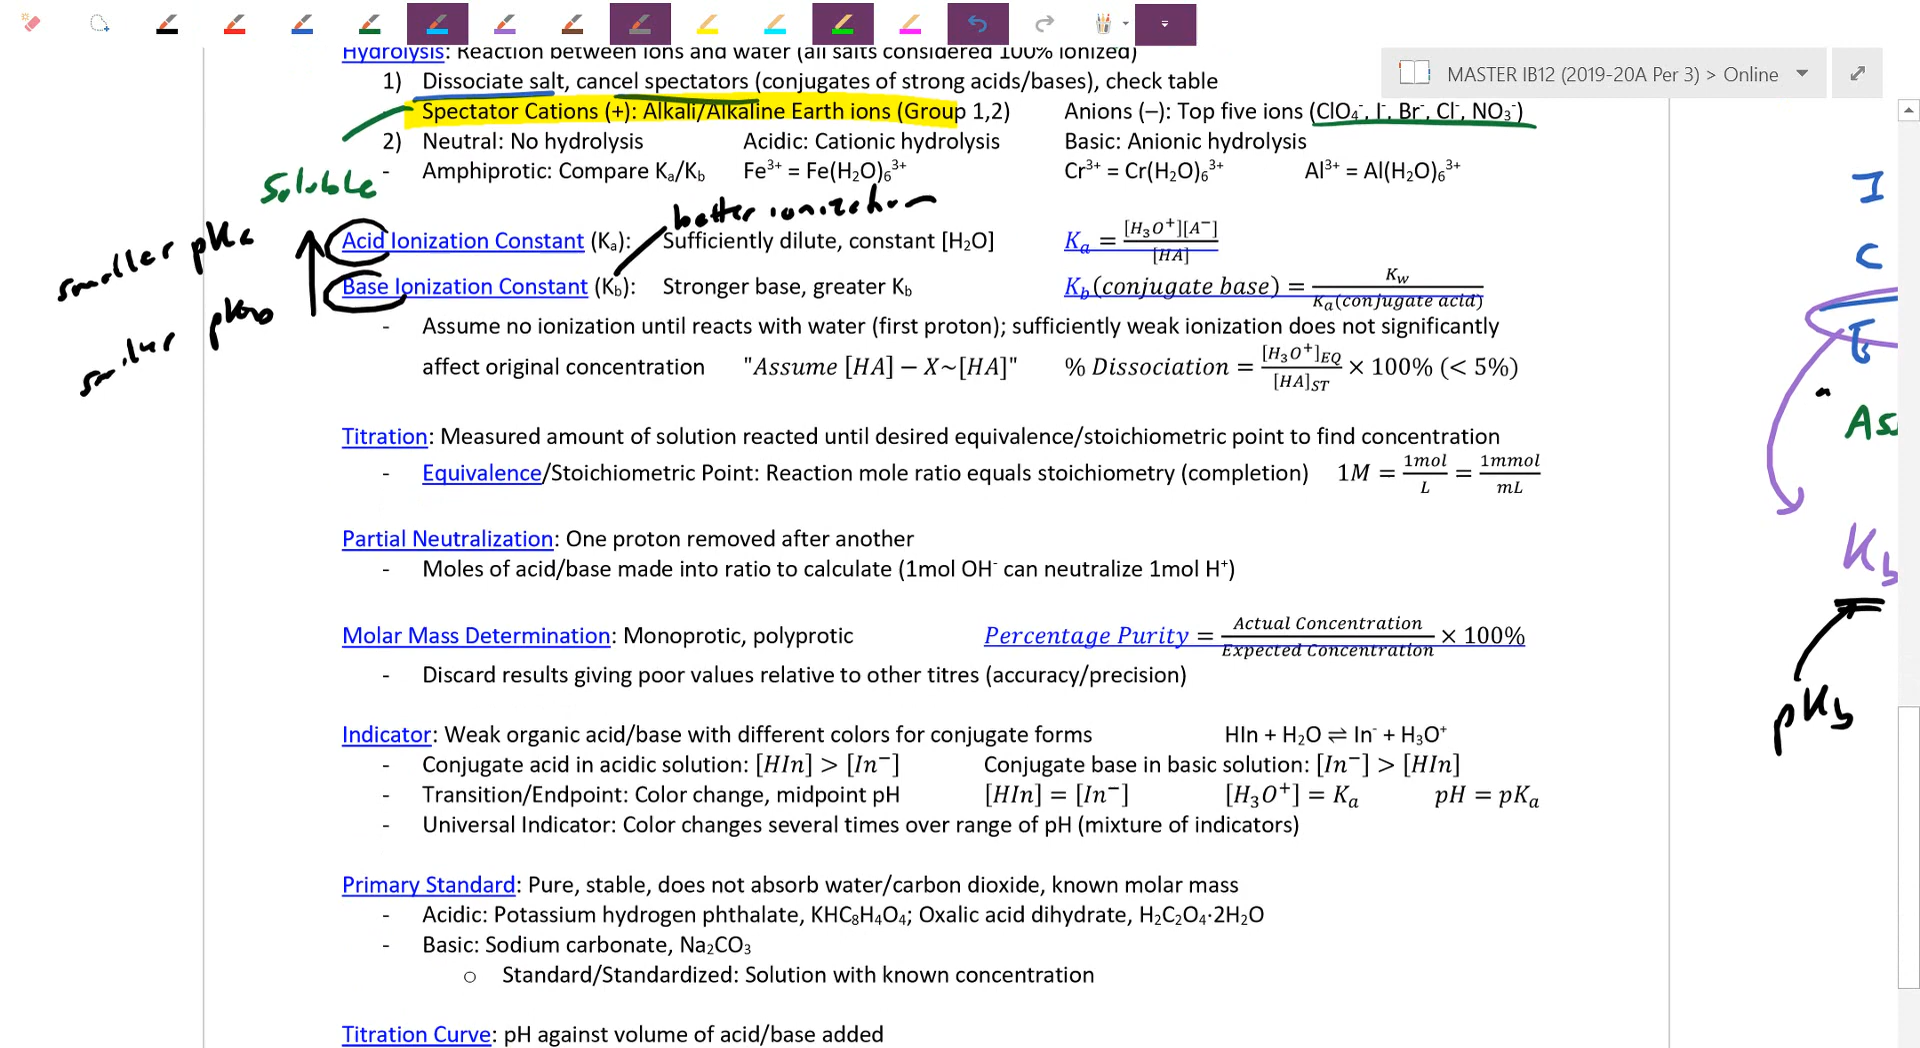 Hydrolysis: Reaction between ions and water (all salts considered 100% ionized)
MASTER IB12 (2019-20A Per 3) > Online
1) Dissociate salt, cancel spectators (conjugates of strong acids/bases), check table
Spectator Cations (+): Alkali/Alkaline Earth ions (Group 1,2) Anions (–): Top five ions (ClO₄⁻, I⁻, Br⁻, Cl⁻, NO₃⁻)
2) Neutral: No hydrolysis Acidic: Cationic hydrolysis Basic: Anionic hydrolysis
- Amphiprotic: Compare Kₐ/K_b Fe³⁺ = Fe(H₂O)₆³⁺ Cr³⁺ = Cr(H₂O)₆³⁺ Al³⁺ = Al(H₂O)₆³⁺
Soluble
I
better ionization
smaller pKa
Acid Ionization Constant (Kₐ): Sufficiently dilute, constant [H₂O] Kₐ = [H₃O⁺][A⁻] / [HA]
C
Base Ionization Constant (K_b): Stronger base, greater K_b K_b(conjugate base) = K_w / Kₐ(conjugate acid)
E
- Assume no ionization until reacts with water (first proton); sufficiently weak ionization does not significantly
affect original concentration "Assume [HA] − X~[HA]" % Dissociation = [H₃O⁺]EQ / [HA]ST × 100% (< 5%)
As
Titration: Measured amount of solution reacted until desired equivalence/stoichiometric point to find concentration
- Equivalence/Stoichiometric Point: Reaction mole ratio equals stoichiometry (completion) 1M = 1mol / L = 1mmol / mL
Partial Neutralization: One proton removed after another
K_b
- Moles of acid/base made into ratio to calculate (1mol OH⁻ can neutralize 1mol H⁺)
Molar Mass Determination: Monoprotic, polyprotic Percentage Purity = Actual Concentration / Expected Concentration × 100%
- Discard results giving poor values relative to other titres (accuracy/precision)
pK_b
Indicator: Weak organic acid/base with different colors for conjugate forms HIn + H₂O ⇌ In⁻ + H₃O⁺
- Conjugate acid in acidic solution: [HIn] > [In⁻] Conjugate base in basic solution: [In⁻] > [HIn]
- Transition/Endpoint: Color change, midpoint pH [HIn] = [In⁻] [H₃O⁺] = Kₐ pH = pKₐ
- Universal Indicator: Color changes several times over range of pH (mixture of indicators)
Primary Standard: Pure, stable, does not absorb water/carbon dioxide, known molar mass
- Acidic: Potassium hydrogen phthalate, KHC₈H₄O₄; Oxalic acid dihydrate, H₂C₂O₄·2H₂O
- Basic: Sodium carbonate, Na₂CO₃
o Standard/Standardized: Solution with known concentration
Titration Curve: pH against volume of acid/base added